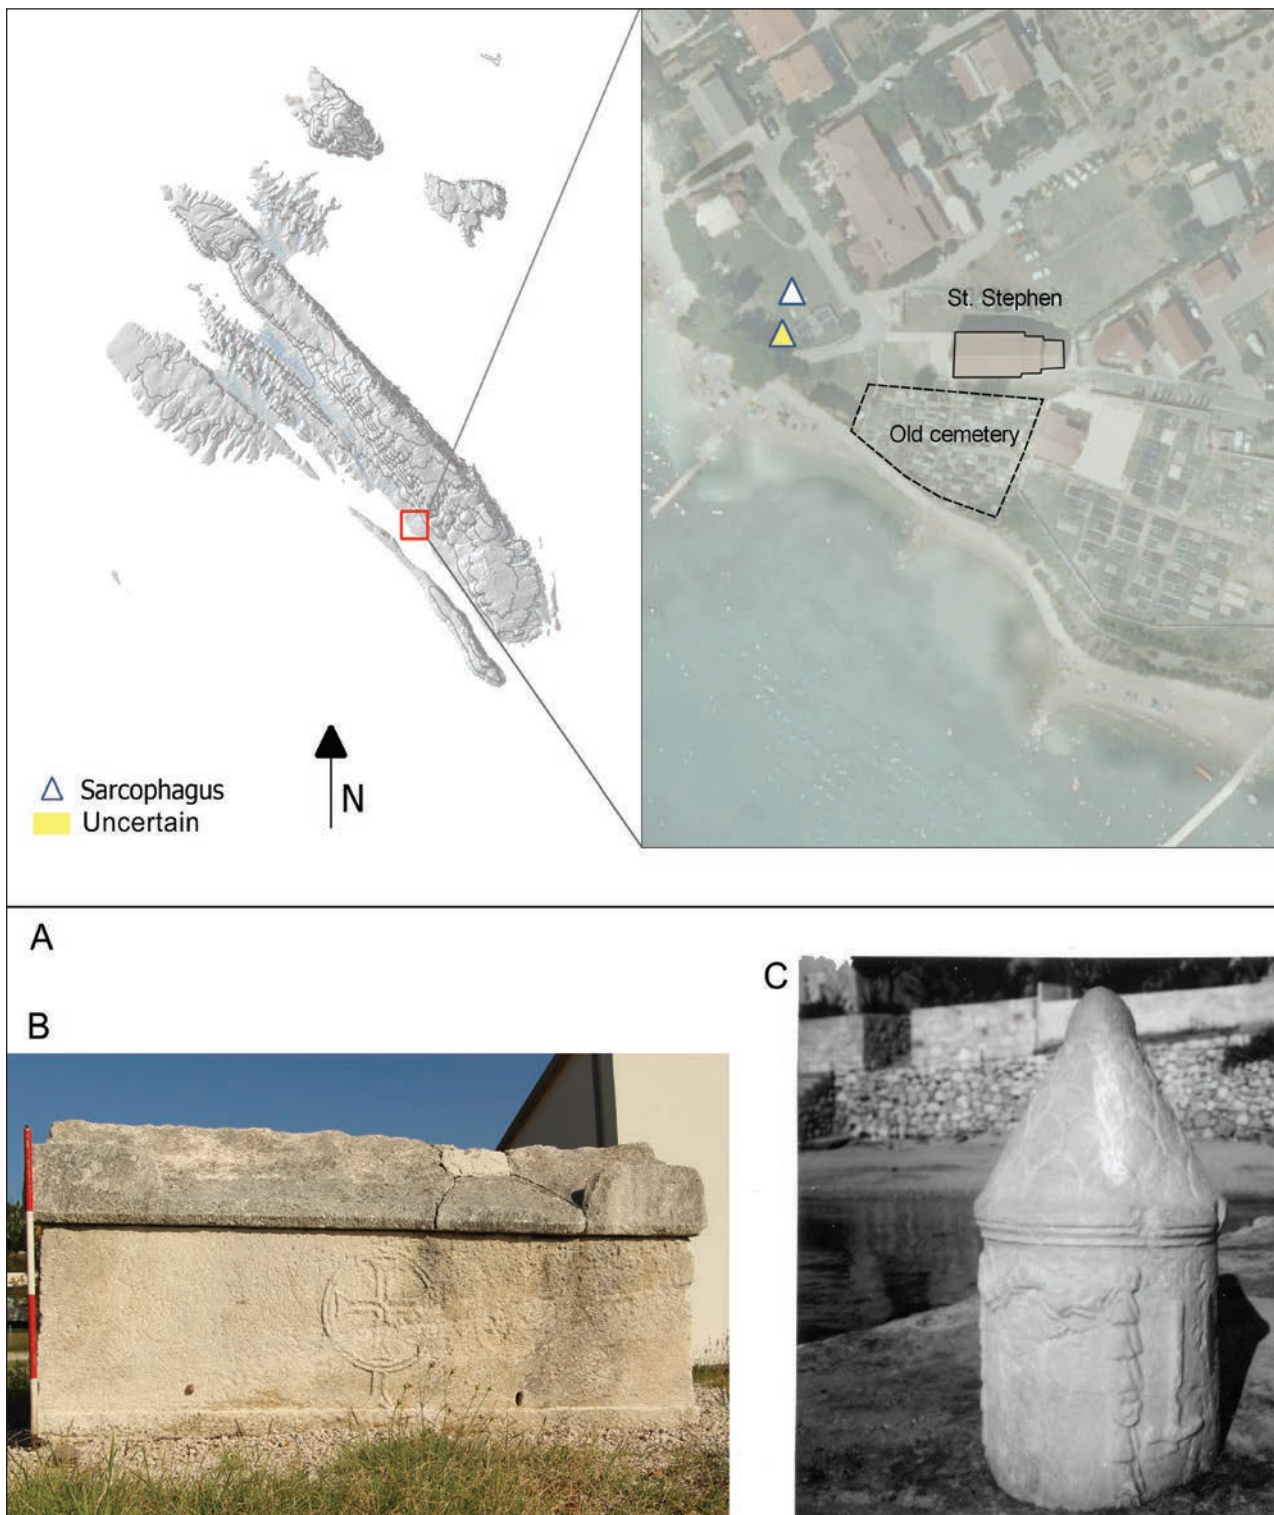 St. Stephen
Old cemetery
Sarcophagus
Uncertain
N
A
B
C